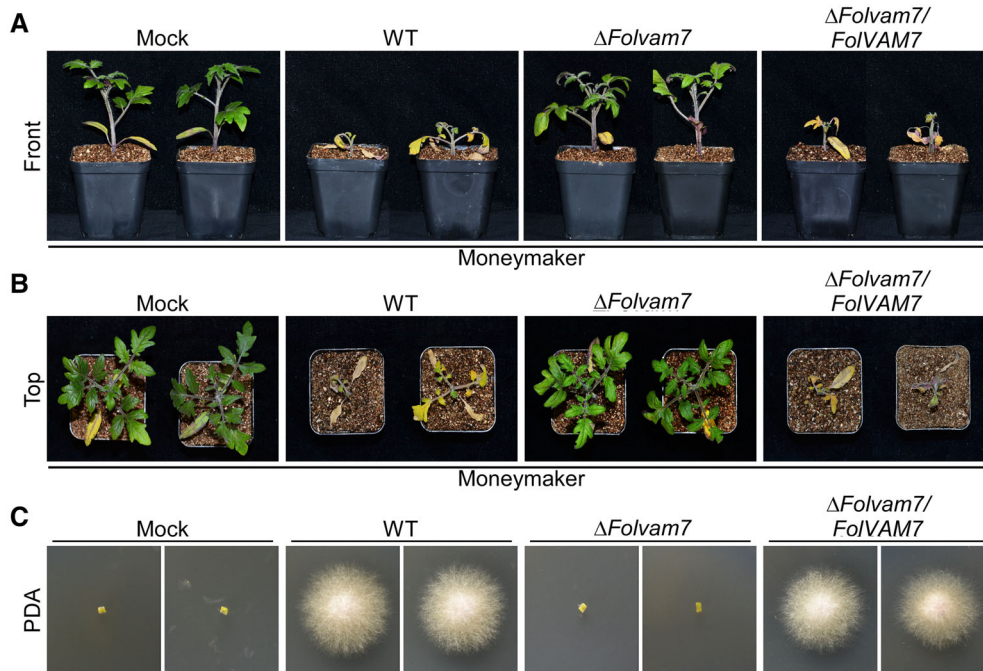 A
Mock
WT
ΔFolvam7
ΔFolvam7/
FolVAM7
Front
Moneymaker
B
Mock
WT
ΔFolvam7
ΔFolvam7/
FolVAM7
Top
Moneymaker
C
Mock
WT
ΔFolvam7
ΔFolvam7/
FolVAM7
PDA